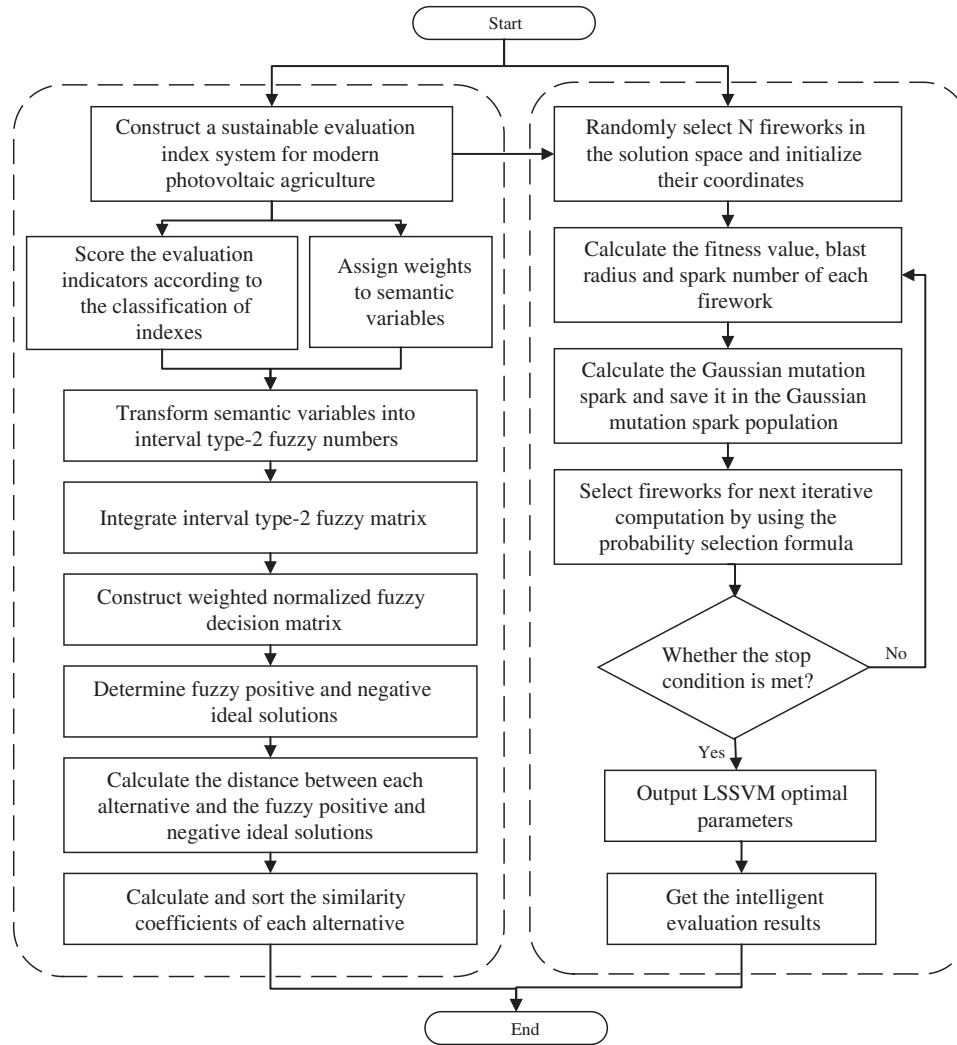 Start
Construct a sustainable evaluation
index system for modern
photovoltaic agriculture
Score the evaluation
indicators according to
the classification of
indexes
Assign weights
to semantic
variables
Transform semantic variables into
interval type-2 fuzzy numbers
Integrate interval type-2 fuzzy matrix
Construct weighted normalized fuzzy
decision matrix
Determine fuzzy positive and negative
ideal solutions
Calculate the distance between each
alternative and the fuzzy positive and
negative ideal solutions
Calculate and sort the similarity
coefficients of each alternative
Randomly select N fireworks in
the solution space and initialize
their coordinates
Calculate the fitness value, blast
radius and spark number of each
firework
Calculate the Gaussian mutation
spark and save it in the Gaussian
mutation spark population
Select fireworks for next iterative
computation by using the
probability selection formula
Whether the stop
condition is met?
No
Yes
Output LSSVM optimal
parameters
Get the intelligent
evaluation results
End